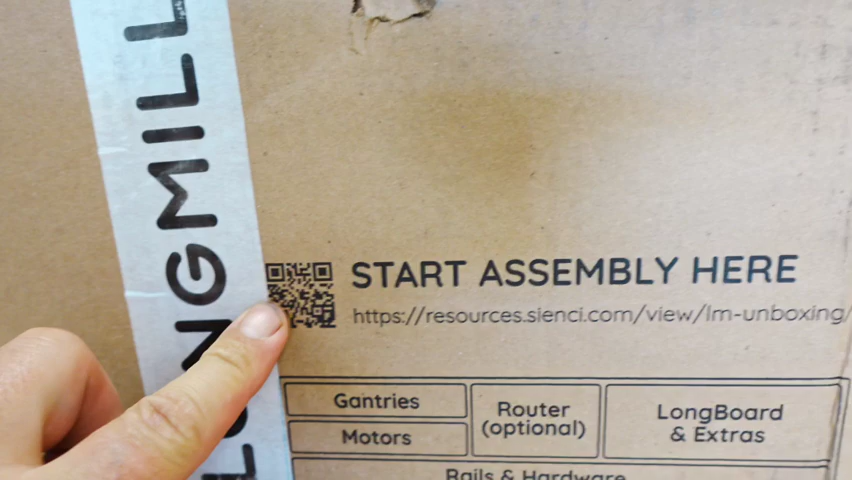 LONGMILL
START ASSEMBLY HERE
https://resources.sienci.com/view/lm-unboxing/
Gantries
Router
(optional)
LongBoard
& Extras
Motors
Rails & Hardware